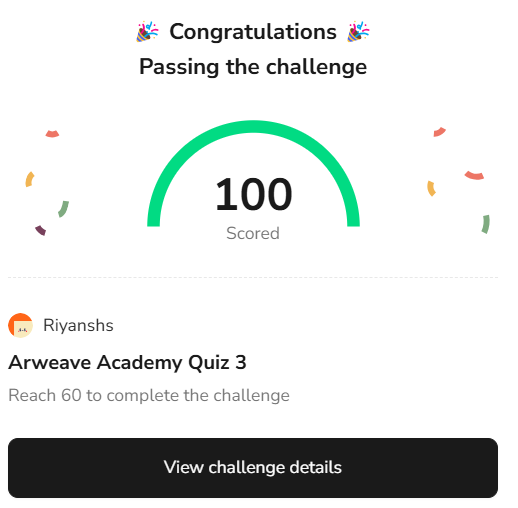 🎉 Congratulations 🎉
Passing the challenge
100
Scored
Riyanshs
Arweave Academy Quiz 3
Reach 60 to complete the challenge
View challenge details